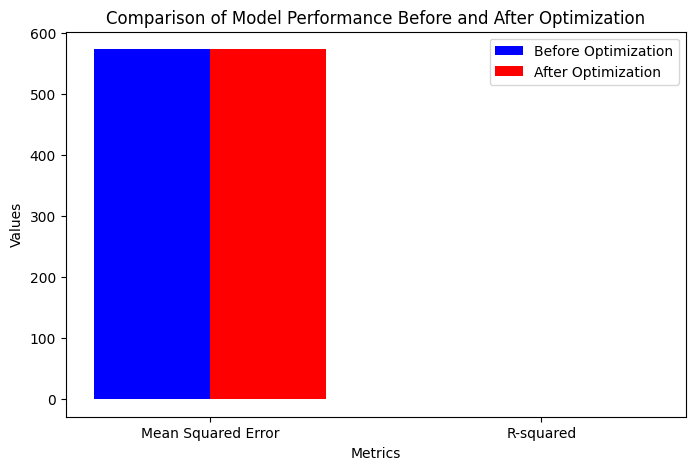 Comparison of Model Performance Before and After Optimization
Before Optimization
After Optimization
600
500
400
300
200
100
0
Values
Mean Squared Error
R-squared
Metrics